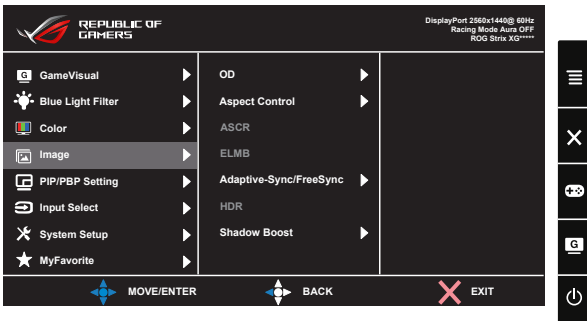 REPUBLIC OF
GAMERS
DisplayPort 2560x1440@ 60Hz
Racing Mode Aura OFF
ROG Strix XG*****
G GameVisual
Blue Light Filter
Color
Image
PIP/PBP Setting
Input Select
System Setup
MyFavorite
OD
Aspect Control
ASCR
ELMB
Adaptive-Sync/FreeSync
HDR
Shadow Boost
G
MOVE/ENTER
BACK
EXIT